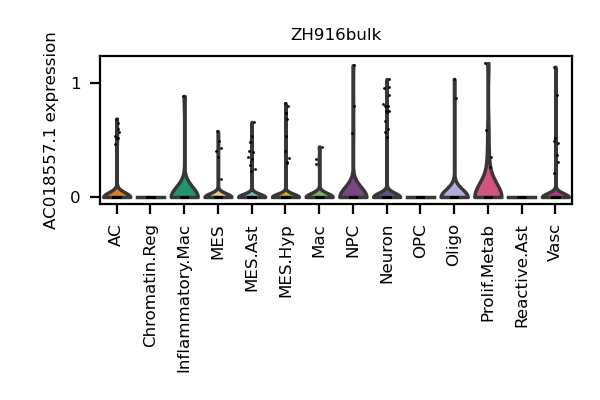 ZH916bulk
AC018557.1 expression
1
0
AC
Chromatin.Reg
Inflammatory.Mac
MES
MES.Ast
MES.Hyp
Mac
NPC
Neuron
OPC
Oligo
Prolif.Metab
Reactive.Ast
Vasc